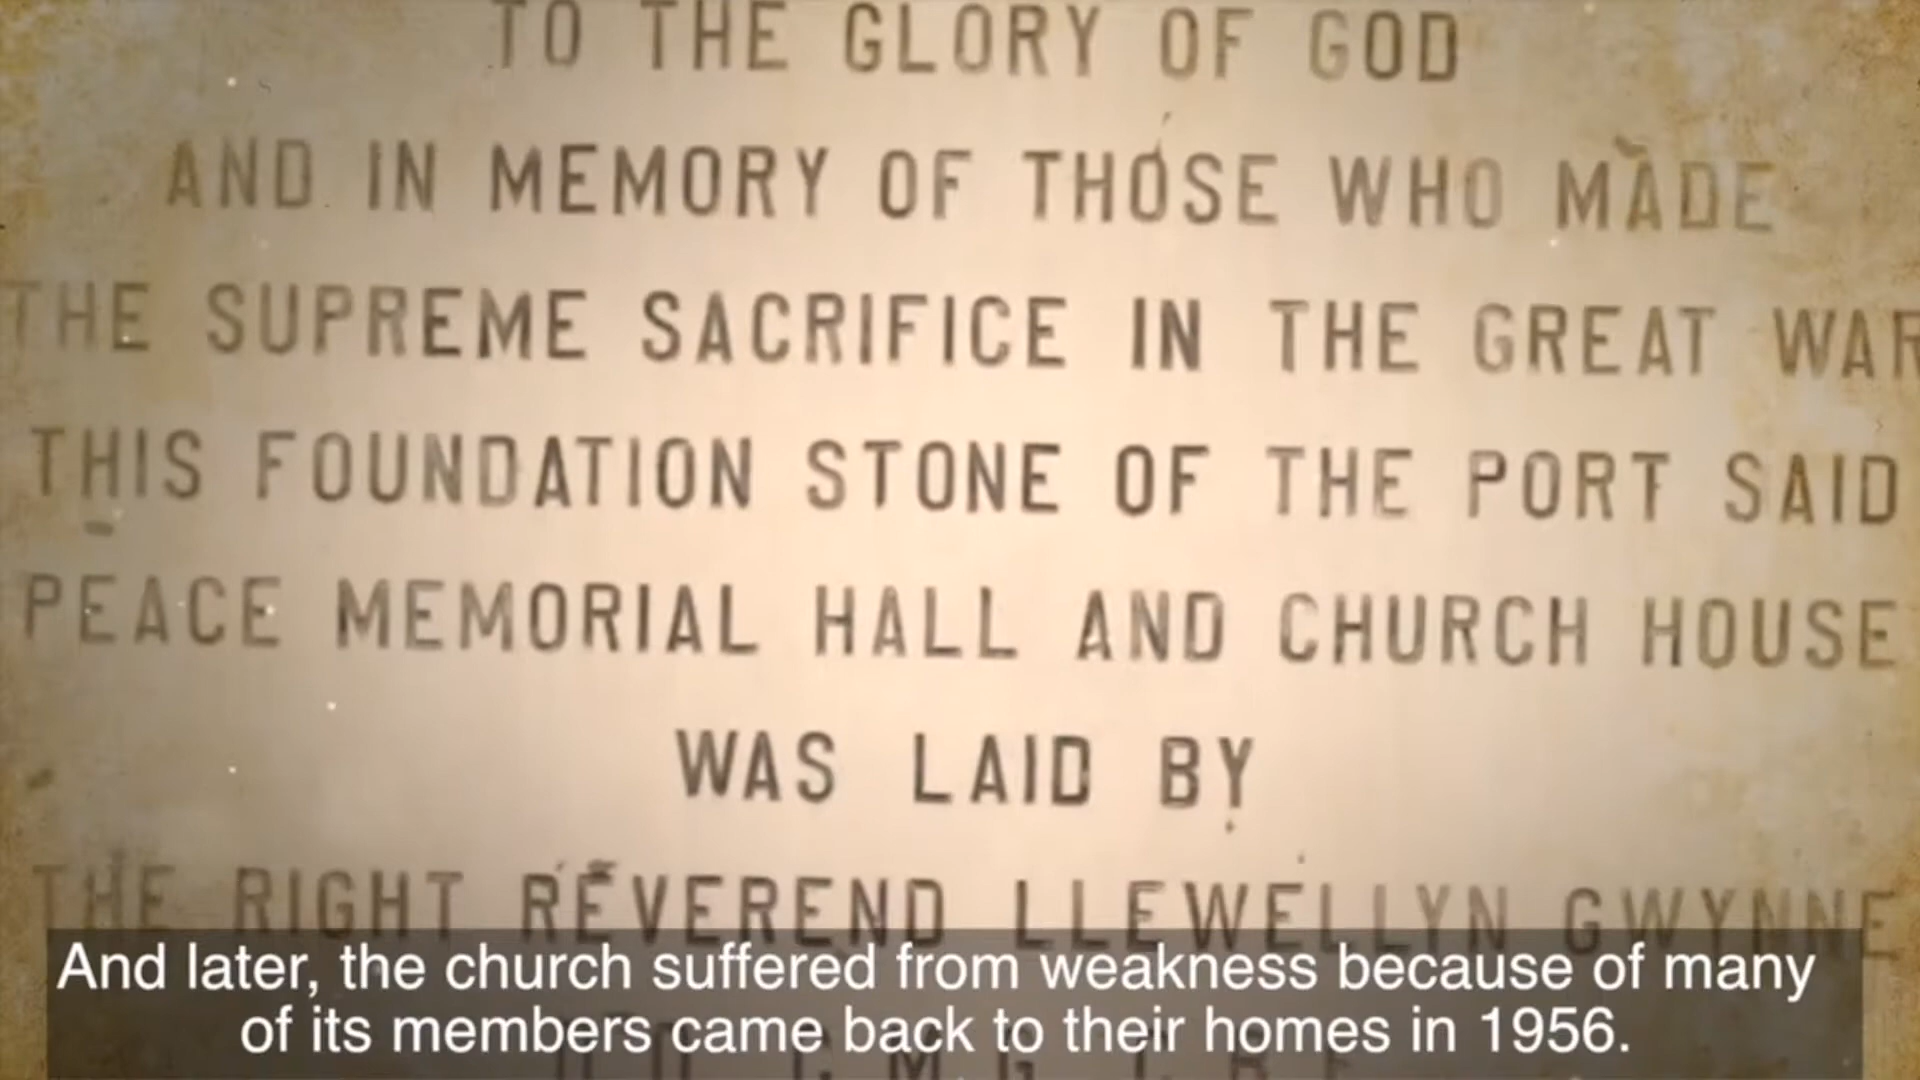 TO THE GLORY OF GOD
AND IN MEMORY OF THOSE WHO MADE
THE SUPREME SACRIFICE IN THE GREAT WAR
THIS FOUNDATION STONE OF THE PORT SAID
PEACE MEMORIAL HALL AND CHURCH HOUSE
WAS LAID BY
THE RIGHT REVEREND LLEWELLYN GWYNNE
And later, the church suffered from weakness because of many
of its members came back to their homes in 1956.